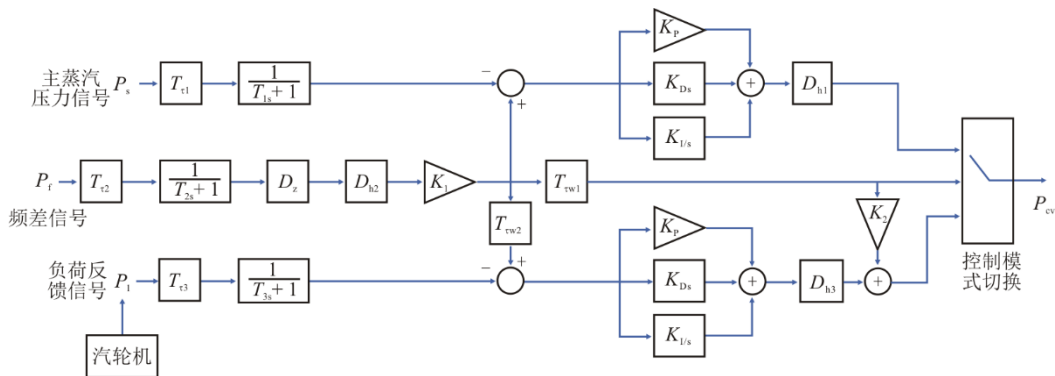 K_P
主蒸汽
压力信号 P_s T_τ1 1/(T_1s + 1) − + K_Ds + D_h1
K_I/s
P_f T_τ2 1/(T_2s + 1) D_z D_h2 K_1 T_τw1 P_cv
频差信号
T_τw2 K_P K_2
负荷反
馈信号 P_1 T_τ3 1/(T_3s + 1) − + K_Ds + D_h3 +
控制模
式切换
K_I/s
汽轮机